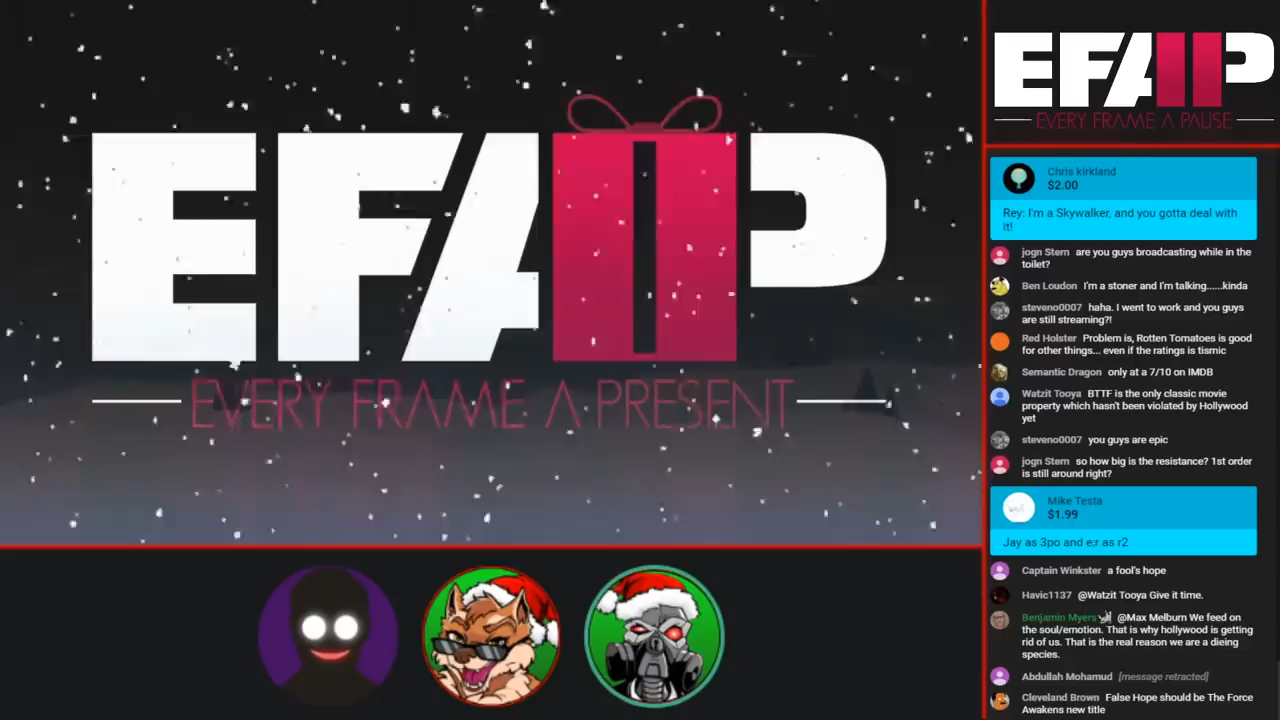 EFAP
EVERY FRAME A PRESENT
EFAP
EVERY FRAME A PAUSE
Chris kirkland
$2.00
Rey: I'm a Skywalker, and you gotta deal with
it!
jogn Stern are you guys broadcasting while in the
toilet?
Ben Loudon I'm a stoner and I'm talking......kinda
steveno0007 haha. I went to work and you guys
are still streaming?!
Red Holster Problem is, Rotten Tomatoes is good
for other things... even if the ratings is tismic
Semantic Dragon only at a 7/10 on IMDB
Watzit Tooya BTTF is the only classic movie
property which hasn't been violated by Hollywood
yet
steveno0007 you guys are epic
jogn Stern so how big is the resistance? 1st order
is still around right?
Mike Testa
$1.99
Jay as 3po and e;r as r2
Captain Winkster a fool's hope
Havic1137 @Watzit Tooya Give it time.
Benjamin Myers @Max Melburn We feed on
the soul/emotion. That is why hollywood is getting
rid of us. That is the real reason we are a dieing
species.
Abdullah Mohamud [message retracted]
Cleveland Brown False Hope should be The Force
Awakens new title